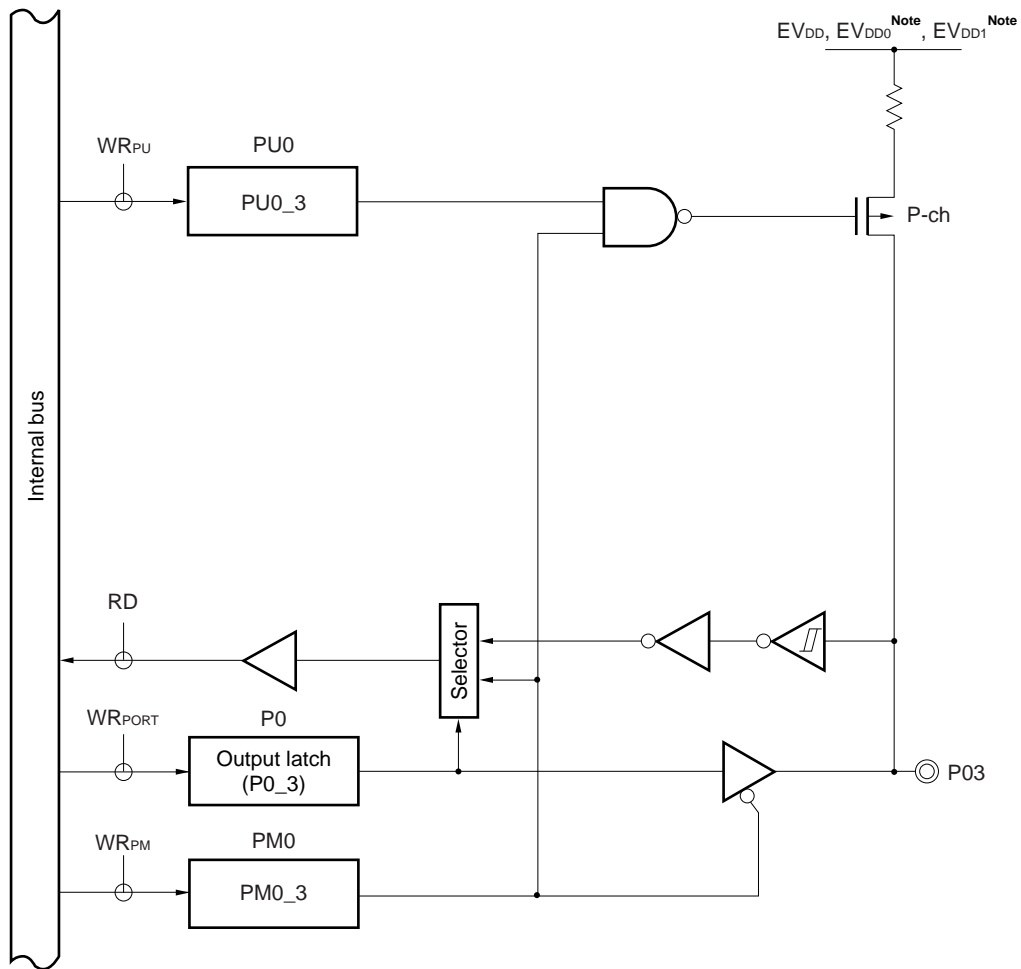 EVDD, EVDD0Note, EVDD1Note
WRPU
PU0
PU0_3
P-ch
Internal bus
RD
Selector
WRPORT
P0
Output latch
(P0_3)
P03
WRPM
PM0
PM0_3